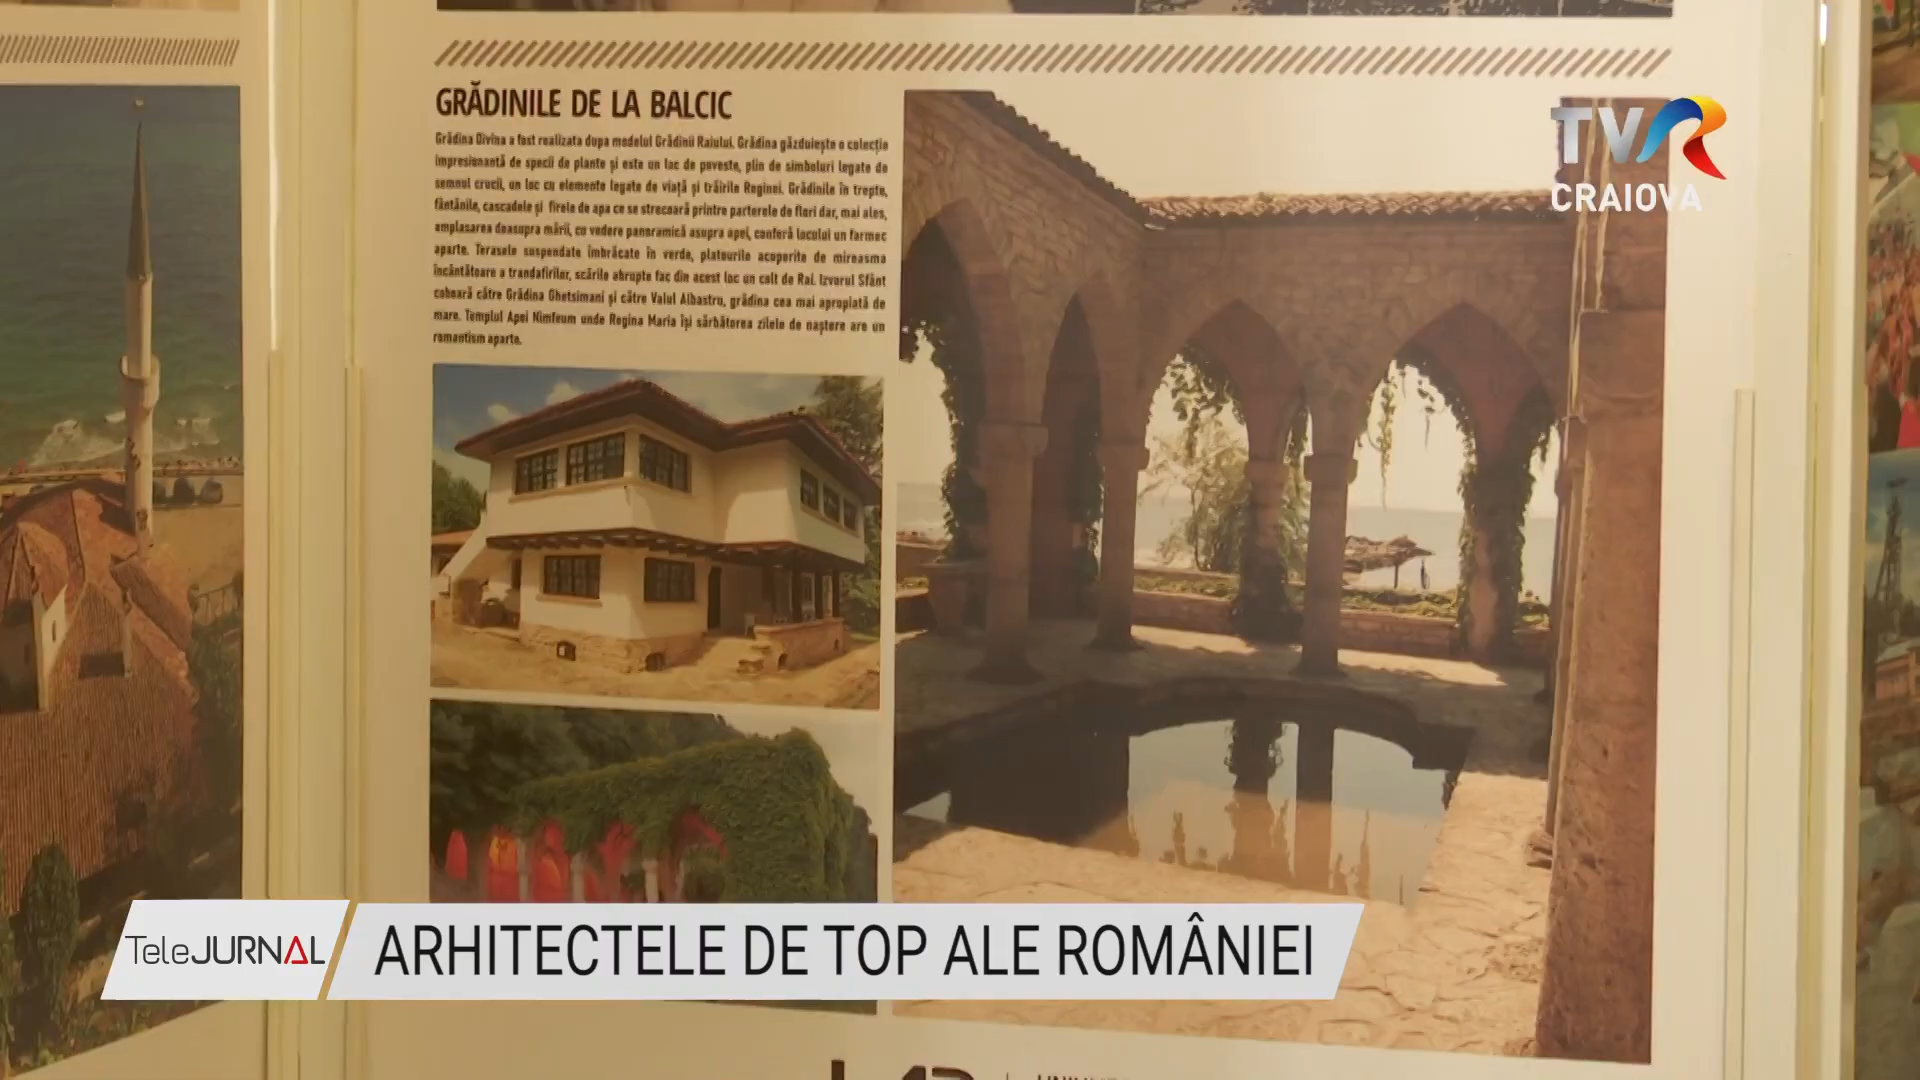 GRĂDINILE DE LA BALCIC
Grădina Divina a fost realizata dupa modelul Grădinii Raiului. Grădina găzduiește o colecție
impresionantă de specii de plante și este un loc de poveste, plin de simboluri legate de
semnul crucii, un loc cu elemente legate de viață și trăirile Reginei. Grădinile în trepte,
fântânile, cascadele și firele de apa ce se strecoară printre parterele de flori dar, mai ales,
amplasarea deasupra mării, cu vedere panoramică asupra apei, conferă locului un farmec
aparte. Terasele suspendate îmbrăcate în verde, platourile acoperite de mireasma
încântătoare a trandafirilor, scările abrupte fac din acest loc un colt de Rai. Izvorul Sfânt
coboară către Grădina Ghetsimani și către Valul Albastru, grădina cea mai apropiată de
mare. Templul Apei Nimfeum unde Regina Maria își sărbătorea zilele de naștere are un
romantism aparte.
TVR
CRAIOVA
TeleJURNAL
ARHITECTELE DE TOP ALE ROMÂNIEI